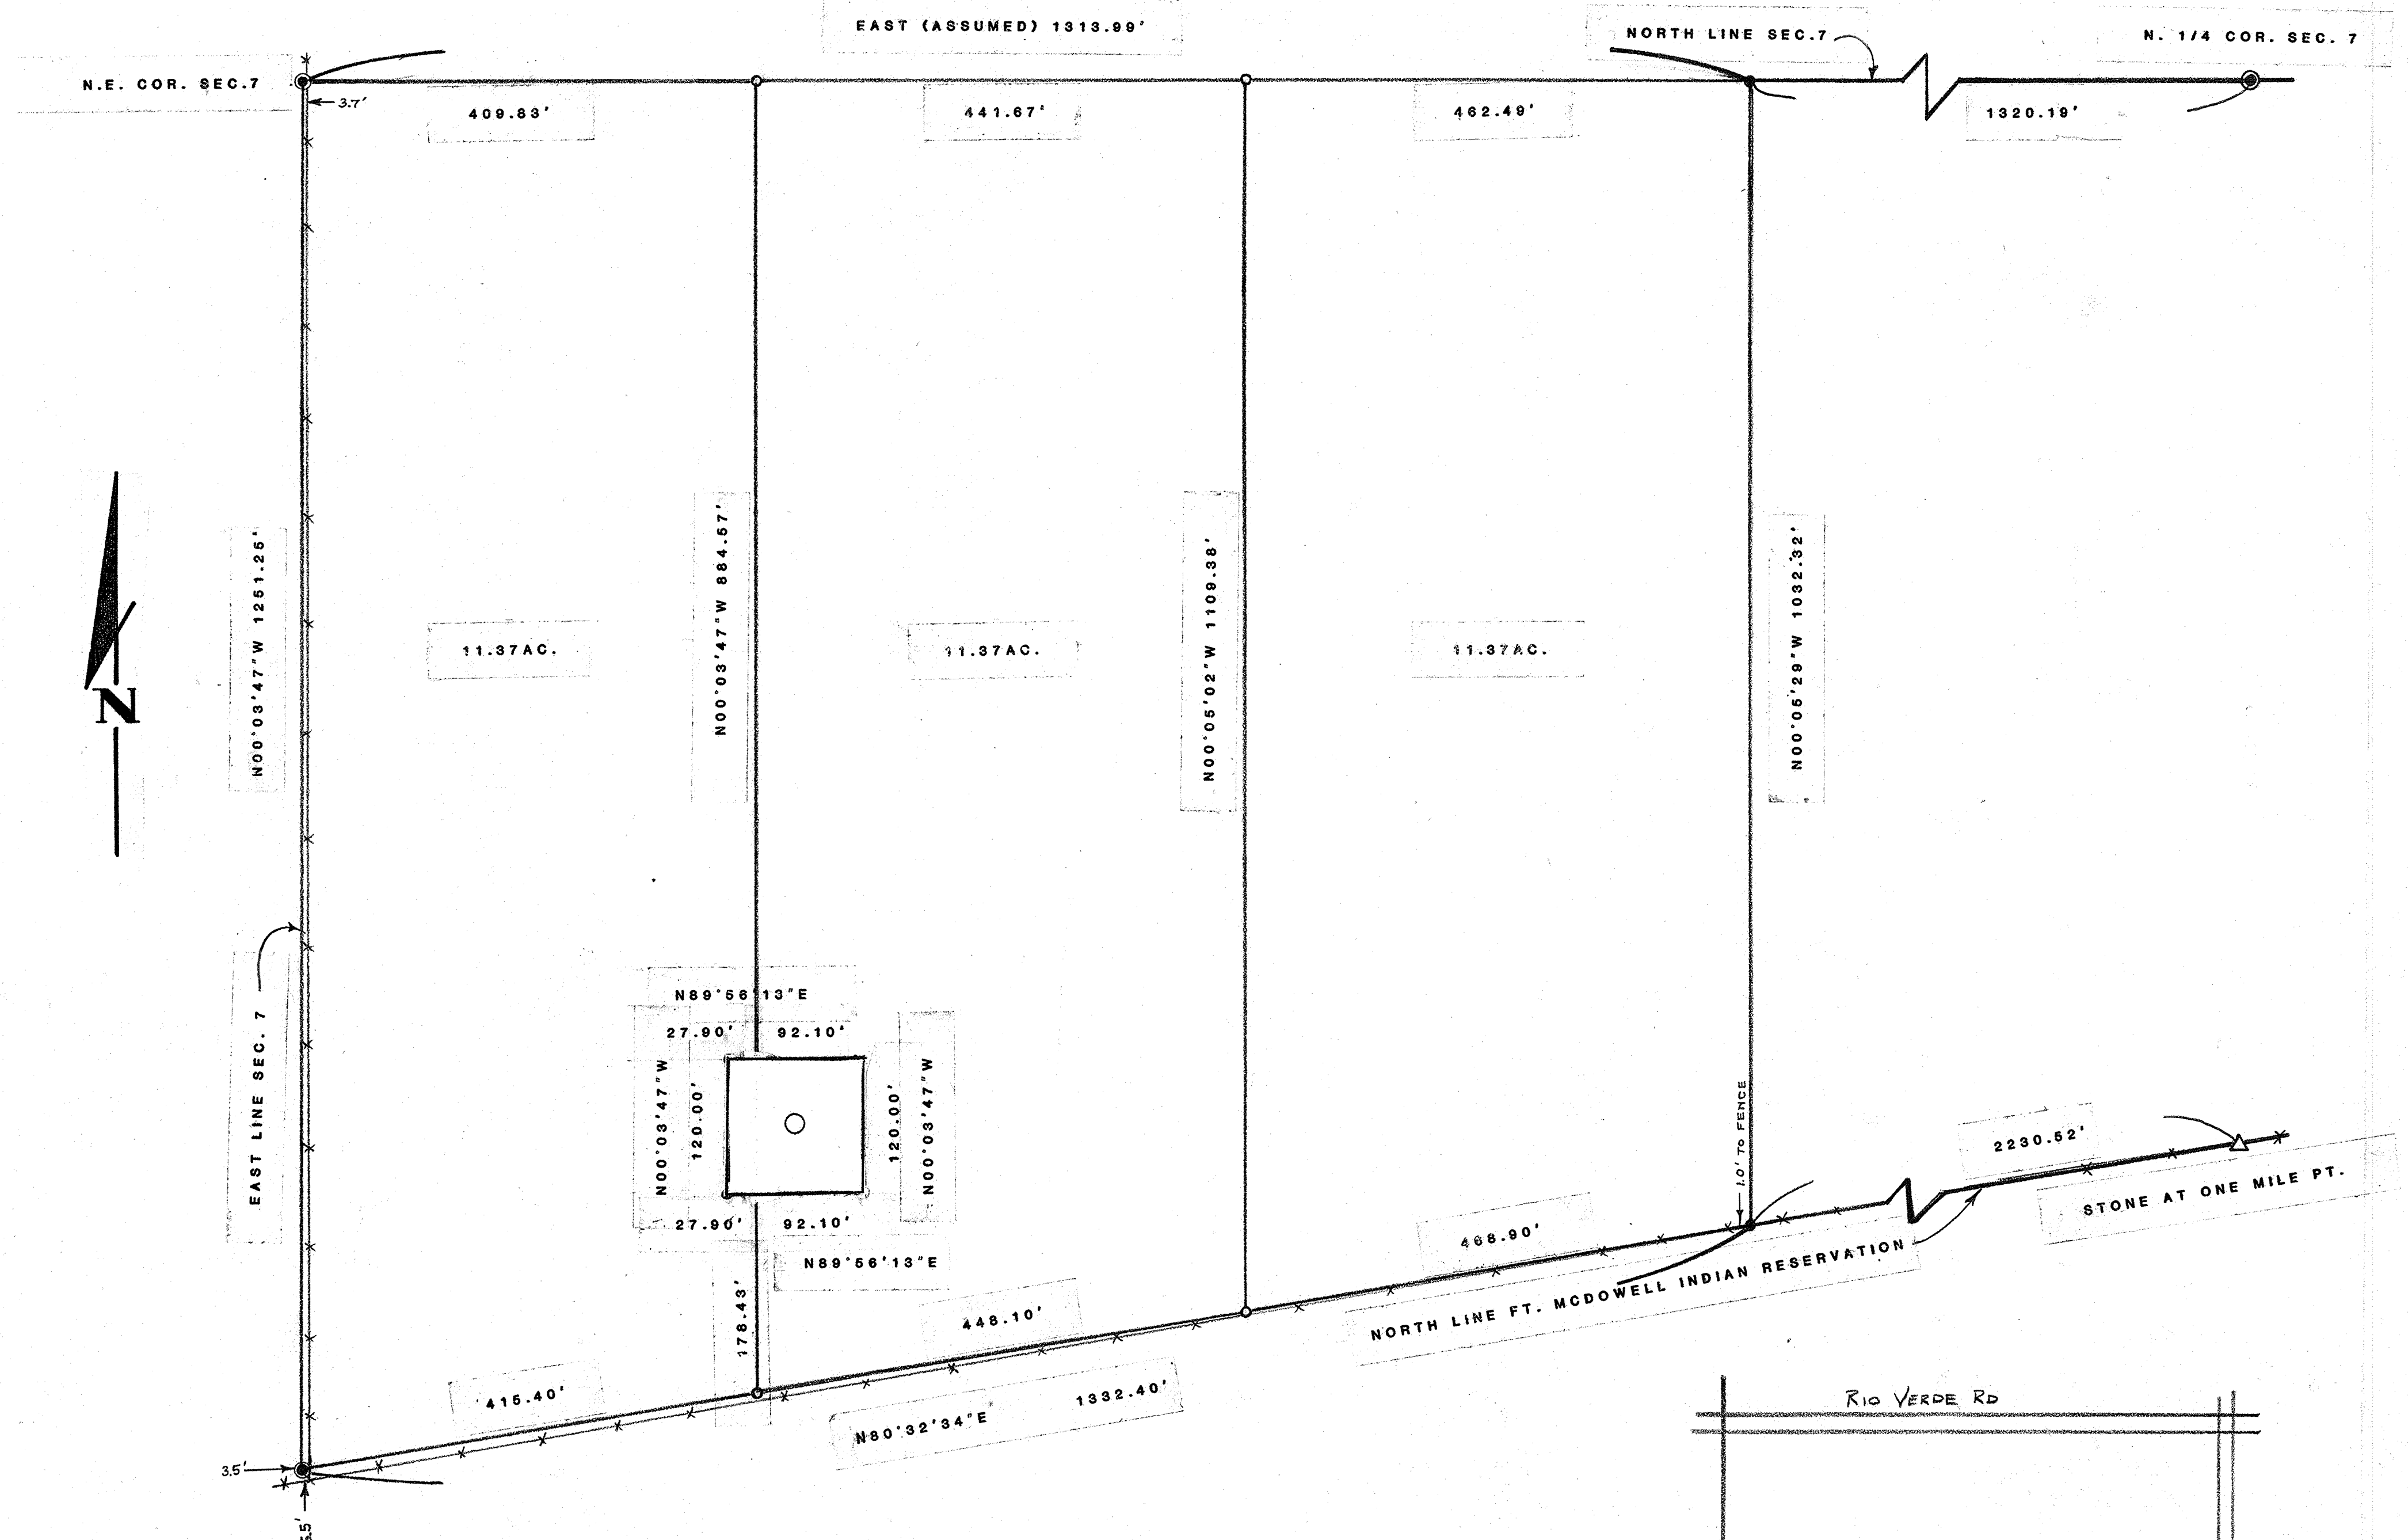 EAST (ASSUMED) 1313.99'
NORTH LINE SEC.7
N. 1/4 COR. SEC. 7
N.E. COR. SEC.7
3.7'
409.83'
441.67'
462.49'
1320.19'
N00°03'47"W 1251.25'
N00°03'47"W 884.57'
N00°05'02"W 1109.38'
N00°05'29"W 1032.32'
11.37AC.
11.37AC.
11.37AC.
N
EAST LINE SEC. 7
N89°56'13"E
27.90'
92.10'
N00°03'47"W
120.00'
120.00'
N00°03'47"W
27.90'
92.10'
N89°56'13"E
178.43'
1.0' TO FENCE
2230.52'
STONE AT ONE MILE PT.
468.90'
NORTH LINE FT. MCDOWELL INDIAN RESERVATION
448.10'
415.40'
N80°32'34"E 1332.40'
RIO VERDE RD
3.5'